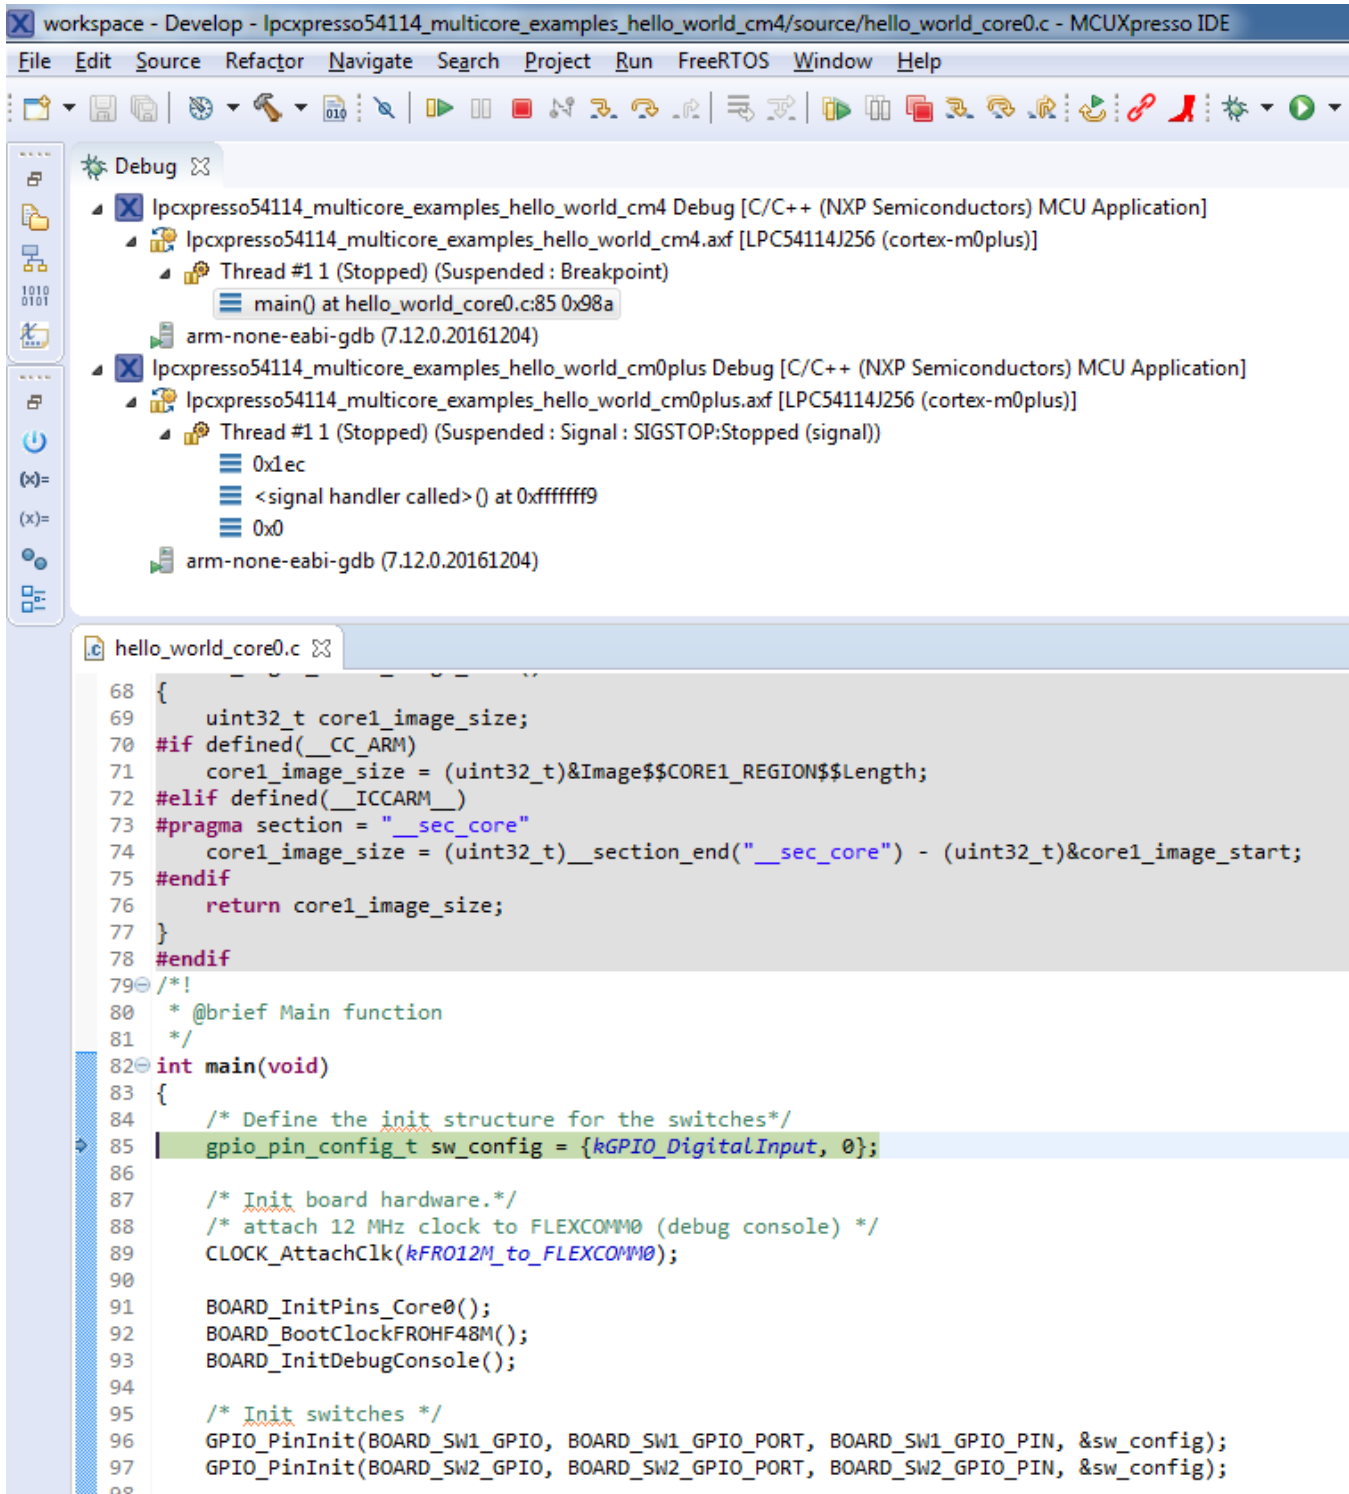 workspace - Develop - lpcxpresso54114_multicore_examples_hello_world_cm4/source/hello_world_core0.c - MCUXpresso IDE
File Edit Source Refactor Navigate Search Project Run FreeRTOS Window Help
Debug
lpcxpresso54114_multicore_examples_hello_world_cm4 Debug [C/C++ (NXP Semiconductors) MCU Application]
lpcxpresso54114_multicore_examples_hello_world_cm4.axf [LPC54114J256 (cortex-m0plus)]
Thread #1 1 (Stopped) (Suspended : Breakpoint)
main() at hello_world_core0.c:85 0x98a
arm-none-eabi-gdb (7.12.0.20161204)
lpcxpresso54114_multicore_examples_hello_world_cm0plus Debug [C/C++ (NXP Semiconductors) MCU Application]
lpcxpresso54114_multicore_examples_hello_world_cm0plus.axf [LPC54114J256 (cortex-m0plus)]
Thread #1 1 (Stopped) (Suspended : Signal : SIGSTOP:Stopped (signal))
0x1ec
<signal handler called>() at 0xfffffff9
0x0
arm-none-eabi-gdb (7.12.0.20161204)
hello_world_core0.c
68 {
69     uint32_t core1_image_size;
70 #if defined(__CC_ARM)
71     core1_image_size = (uint32_t)&Image$$CORE1_REGION$$Length;
72 #elif defined(__ICCARM__)
73 #pragma section = "__sec_core"
74     core1_image_size = (uint32_t)__section_end("__sec_core") - (uint32_t)&core1_image_start;
75 #endif
76     return core1_image_size;
77 }
78 #endif
79 /*!
80  * @brief Main function
81  */
82 int main(void)
83 {
84     /* Define the init structure for the switches*/
85     gpio_pin_config_t sw_config = {kGPIO_DigitalInput, 0};
86
87     /* Init board hardware.*/
88     /* attach 12 MHz clock to FLEXCOMM0 (debug console) */
89     CLOCK_AttachClk(kFRO12M_to_FLEXCOMM0);
90
91     BOARD_InitPins_Core0();
92     BOARD_BootClockFROHF48M();
93     BOARD_InitDebugConsole();
94
95     /* Init switches */
96     GPIO_PinInit(BOARD_SW1_GPIO, BOARD_SW1_GPIO_PORT, BOARD_SW1_GPIO_PIN, &sw_config);
97     GPIO_PinInit(BOARD_SW2_GPIO, BOARD_SW2_GPIO_PORT, BOARD_SW2_GPIO_PIN, &sw_config);